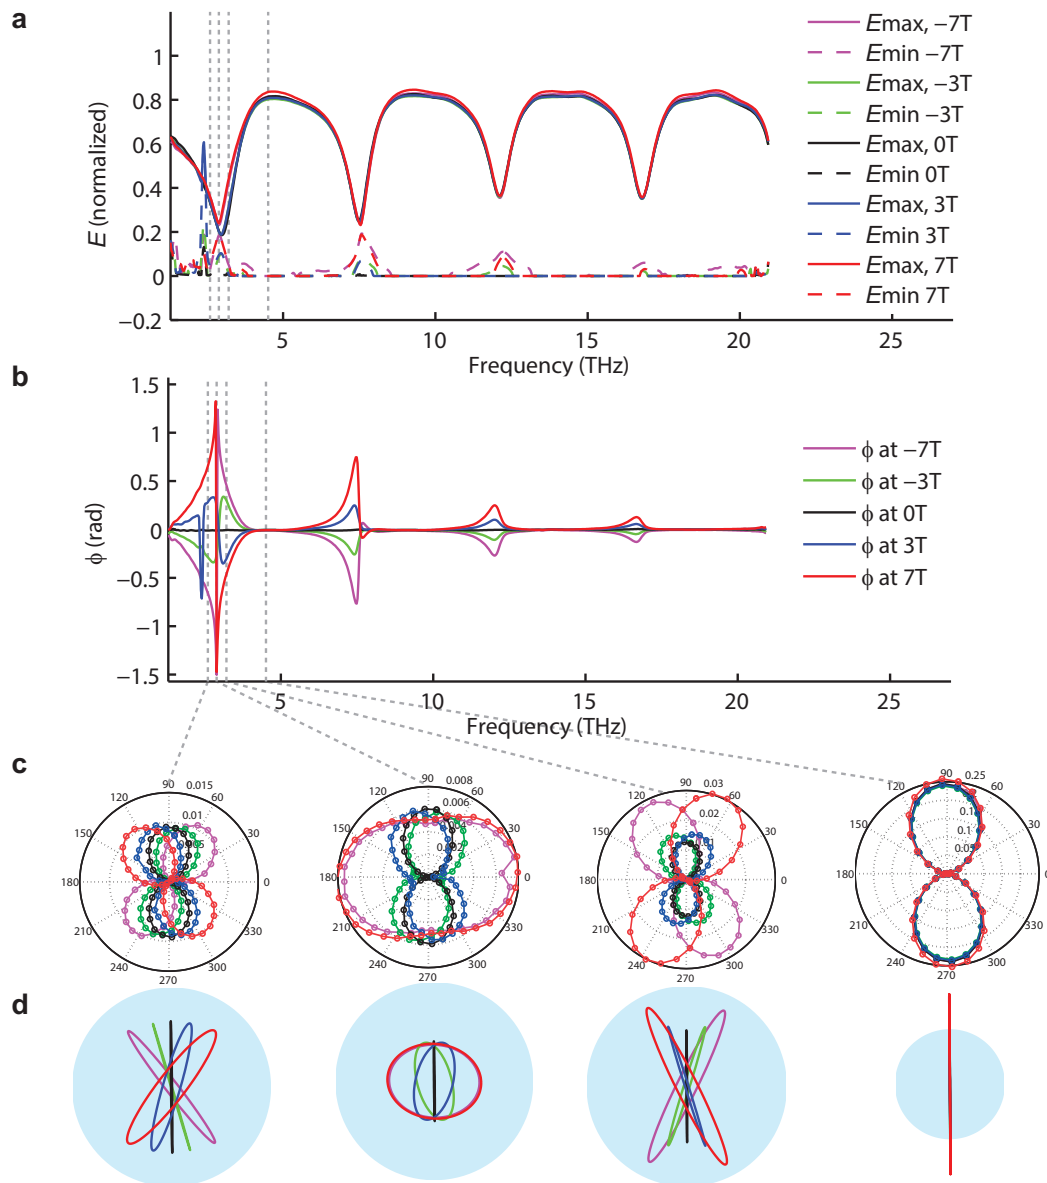 a
E (normalized)
1
0.8
0.6
0.4
0.2
0
−0.2
5
10
15
20
Frequency (THz)
Emax, −7T
Emin −7T
Emax, −3T
Emin −3T
Emax, 0T
Emin 0T
Emax, 3T
Emin 3T
Emax, 7T
Emin 7T
b
ϕ (rad)
1.5
1
0.5
0
−0.5
−1
−1.5
5
10
15
20
25
Frequency (THz)
ϕ at −7T
ϕ at −3T
ϕ at 0T
ϕ at 3T
ϕ at 7T
c
90 0.015
120 60
0.01
150 30
180 0
210 330
240 300
270
90 0.008
120 60
0.006
150 30
180 0
210 330
240 300
270
90 0.03
120 60
0.02
150 30
180 0
210 330
240 300
270
90 0.25
120 60
150 30
180 0
210 330
240 300
270
d